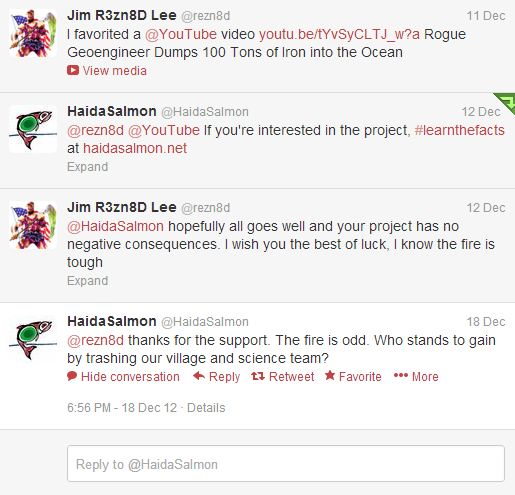 Jim R3zn8D Lee @rezn8d 11 Dec
I favorited a @YouTube video youtu.be/tYvSyCLTJ_w?a Rogue
Geoengineer Dumps 100 Tons of Iron into the Ocean
View media
HaidaSalmon @HaidaSalmon 12 Dec
@rezn8d @YouTube If you're interested in the project, #learnthefacts
at haidasalmon.net
Expand
Jim R3zn8D Lee @rezn8d 12 Dec
@HaidaSalmon hopefully all goes well and your project has no
negative consequences. I wish you the best of luck, I know the fire is
tough
Expand
HaidaSalmon @HaidaSalmon 18 Dec
@rezn8d thanks for the support. The fire is odd. Who stands to gain
by trashing our village and science team?
Hide conversation Reply Retweet Favorite More
6:56 PM - 18 Dec 12 · Details
Reply to @HaidaSalmon